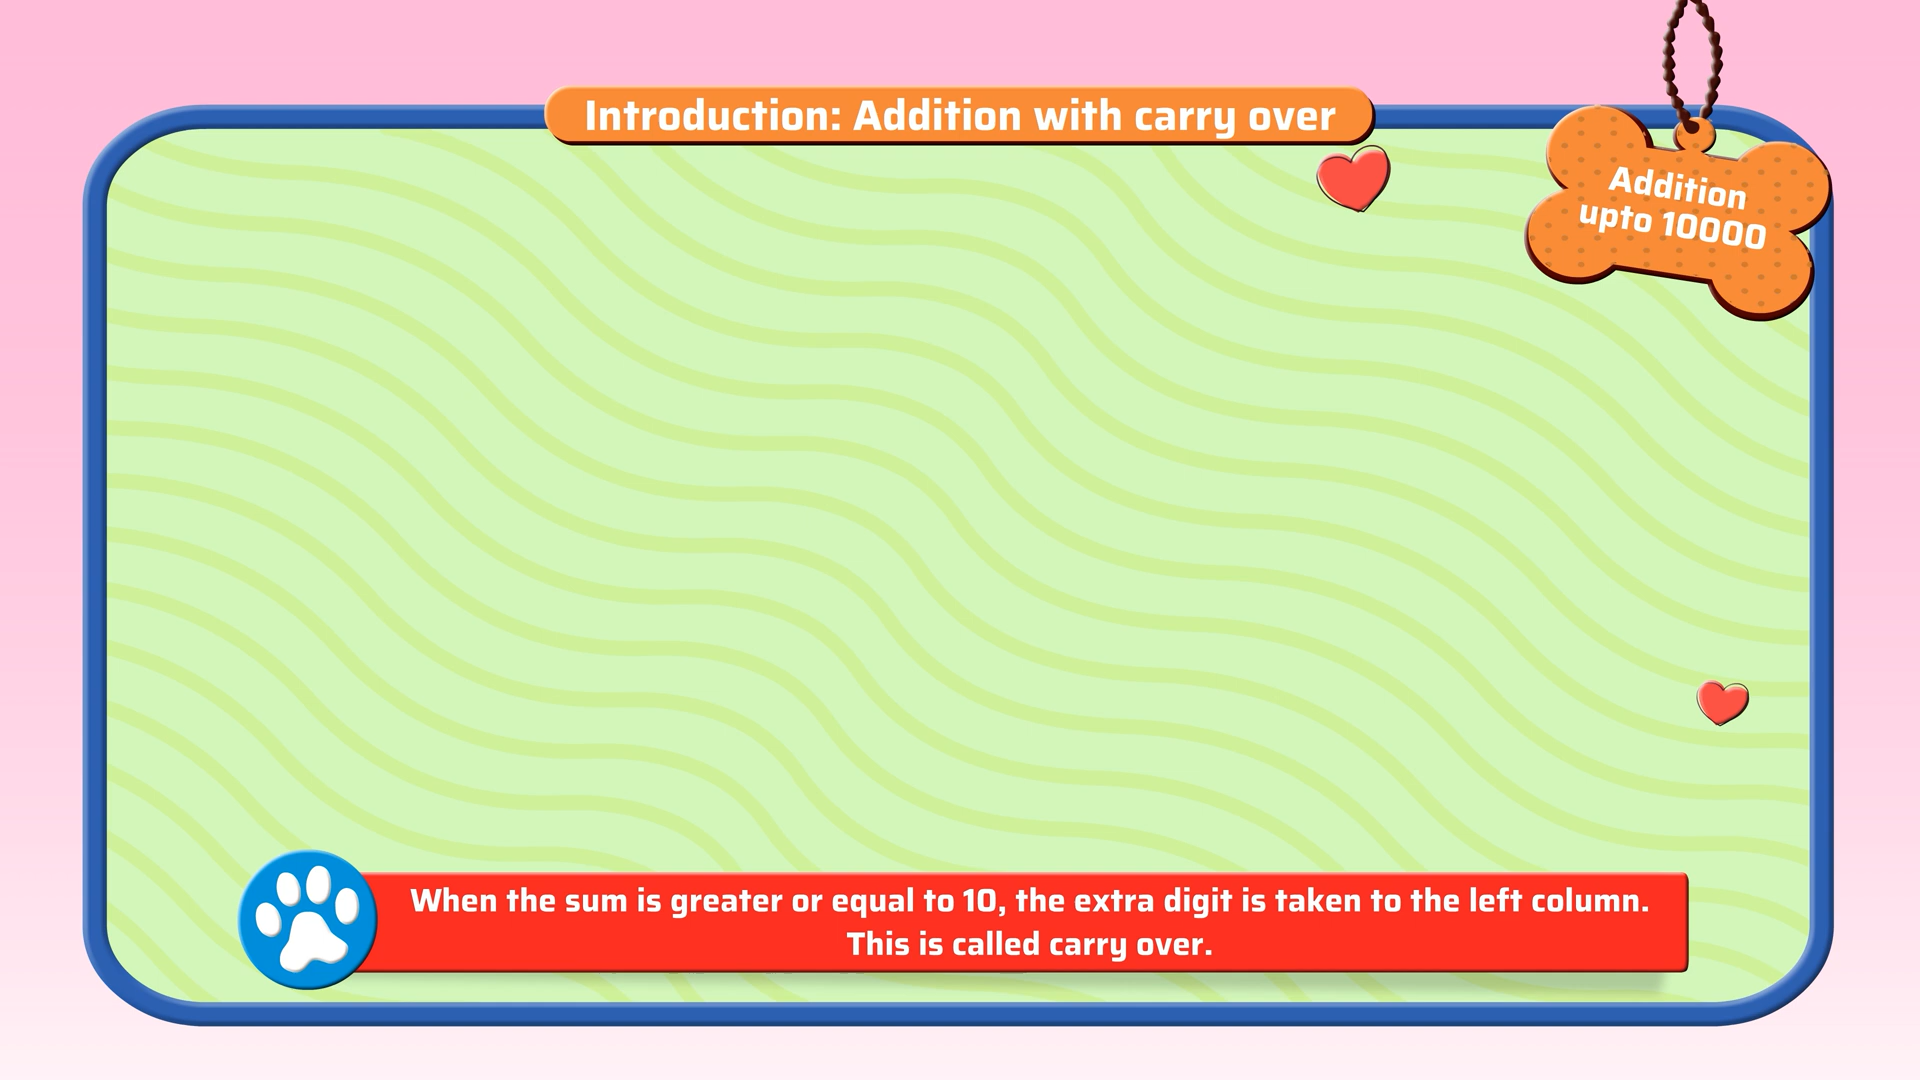 Introduction: Addition with carry over
Addition
upto 10000
When the sum is greater or equal to 10, the extra digit is taken to the left column.
This is called carry over.